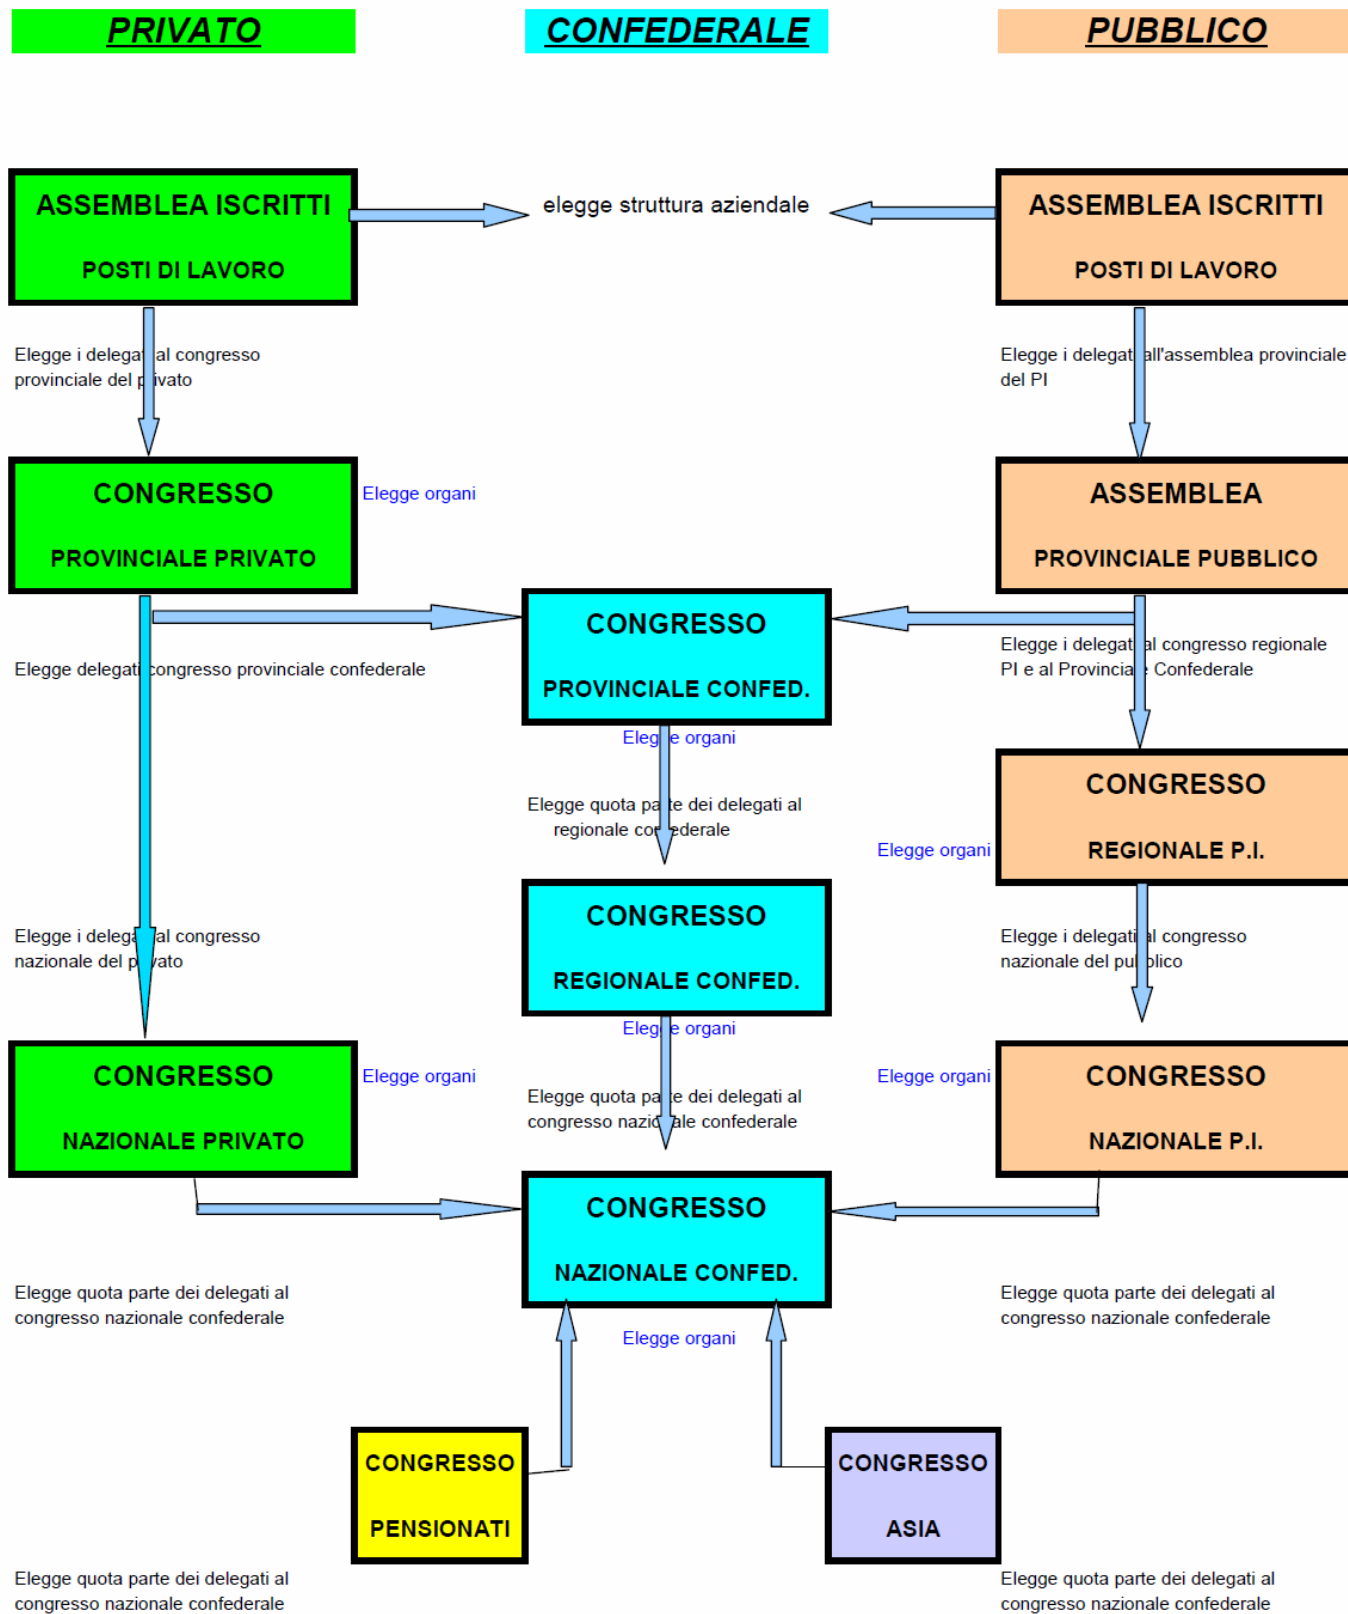 PRIVATO
CONFEDERALE
PUBBLICO
ASSEMBLEA ISCRITTI
POSTI DI LAVORO
elegge struttura aziendale
ASSEMBLEA ISCRITTI
POSTI DI LAVORO
Elegge i delegati al congresso
provinciale del privato
Elegge i delegati all'assemblea provinciale
del PI
CONGRESSO
PROVINCIALE PRIVATO
Elegge organi
ASSEMBLEA
PROVINCIALE PUBBLICO
CONGRESSO
PROVINCIALE CONFED.
Elegge delegati congresso provinciale confederale
Elegge i delegati al congresso regionale
PI e al Provinciale Confederale
Elegge organi
Elegge quota parte dei delegati al
regionale confederale
CONGRESSO
REGIONALE P.I.
Elegge organi
CONGRESSO
REGIONALE CONFED.
Elegge i delegati al congresso
nazionale del privato
Elegge i delegati al congresso
nazionale del pubblico
Elegge organi
Elegge quota parte dei delegati al
congresso nazionale confederale
CONGRESSO
NAZIONALE PRIVATO
Elegge organi
Elegge organi
CONGRESSO
NAZIONALE P.I.
CONGRESSO
NAZIONALE CONFED.
Elegge quota parte dei delegati al
congresso nazionale confederale
Elegge organi
Elegge quota parte dei delegati al
congresso nazionale confederale
CONGRESSO
PENSIONATI
CONGRESSO
ASIA
Elegge quota parte dei delegati al
congresso nazionale confederale
Elegge quota parte dei delegati al
congresso nazionale confederale